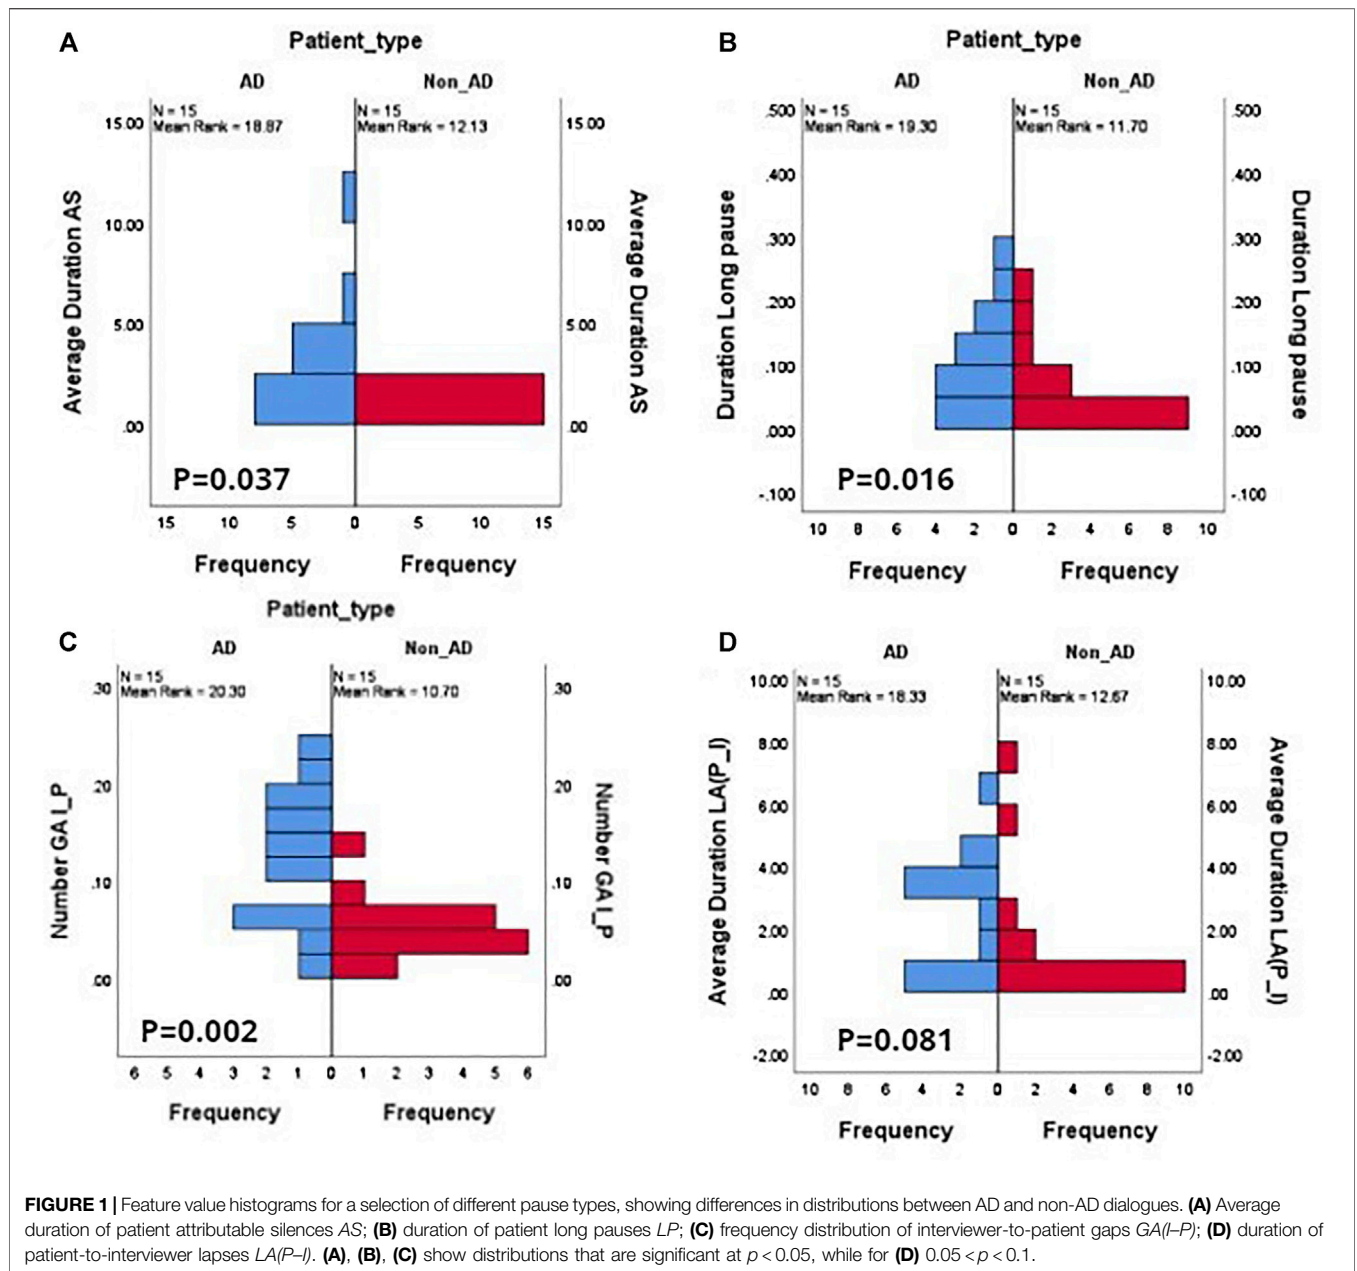 A
Patient_type
AD Non_AD
N = 15
Mean Rank = 18.87
N = 15
Mean Rank = 12.13
15.00 15.00
10.00 10.00
5.00 5.00
.00 .00
Average Duration AS
Average Duration AS
P=0.037
15 10 5 0 5 10 15
Frequency Frequency
B
Patient_type
AD Non_AD
N = 15
Mean Rank = 19.30
N = 15
Mean Rank = 11.70
.500 .500
.400 .400
.300 .300
.200 .200
.100 .100
.000 .000
-.100 -.100
Duration Long pause
Duration Long pause
P=0.016
10 8 6 4 2 0 2 4 6 8 10
Frequency Frequency
C
Patient_type
AD Non_AD
N = 15
Mean Rank = 20.30
N = 15
Mean Rank = 10.70
.30 .30
.20 .20
.10 .10
.00 .00
Number GA I_P
Number GA I_P
P=0.002
6 5 4 3 2 1 0 1 2 3 4 5 6
Frequency Frequency
D
AD Non_AD
N = 15
Mean Rank = 18.33
N = 15
Mean Rank = 12.67
10.00 10.00
8.00 8.00
6.00 6.00
4.00 4.00
2.00 2.00
.00 .00
-2.00 -2.00
Average Duration LA(P_I)
Average Duration LA(P_I)
P=0.081
10 8 6 4 2 0 2 4 6 8 10
Frequency Frequency
FIGURE 1 | Feature value histograms for a selection of different pause types, showing differences in distributions between AD and non-AD dialogues. (A) Average
duration of patient attributable silences AS; (B) duration of patient long pauses LP; (C) frequency distribution of interviewer-to-patient gaps GA(I–P); (D) duration of
patient-to-interviewer lapses LA(P–I). (A), (B), (C) show distributions that are significant at p < 0.05, while for (D) 0.05 < p < 0.1.